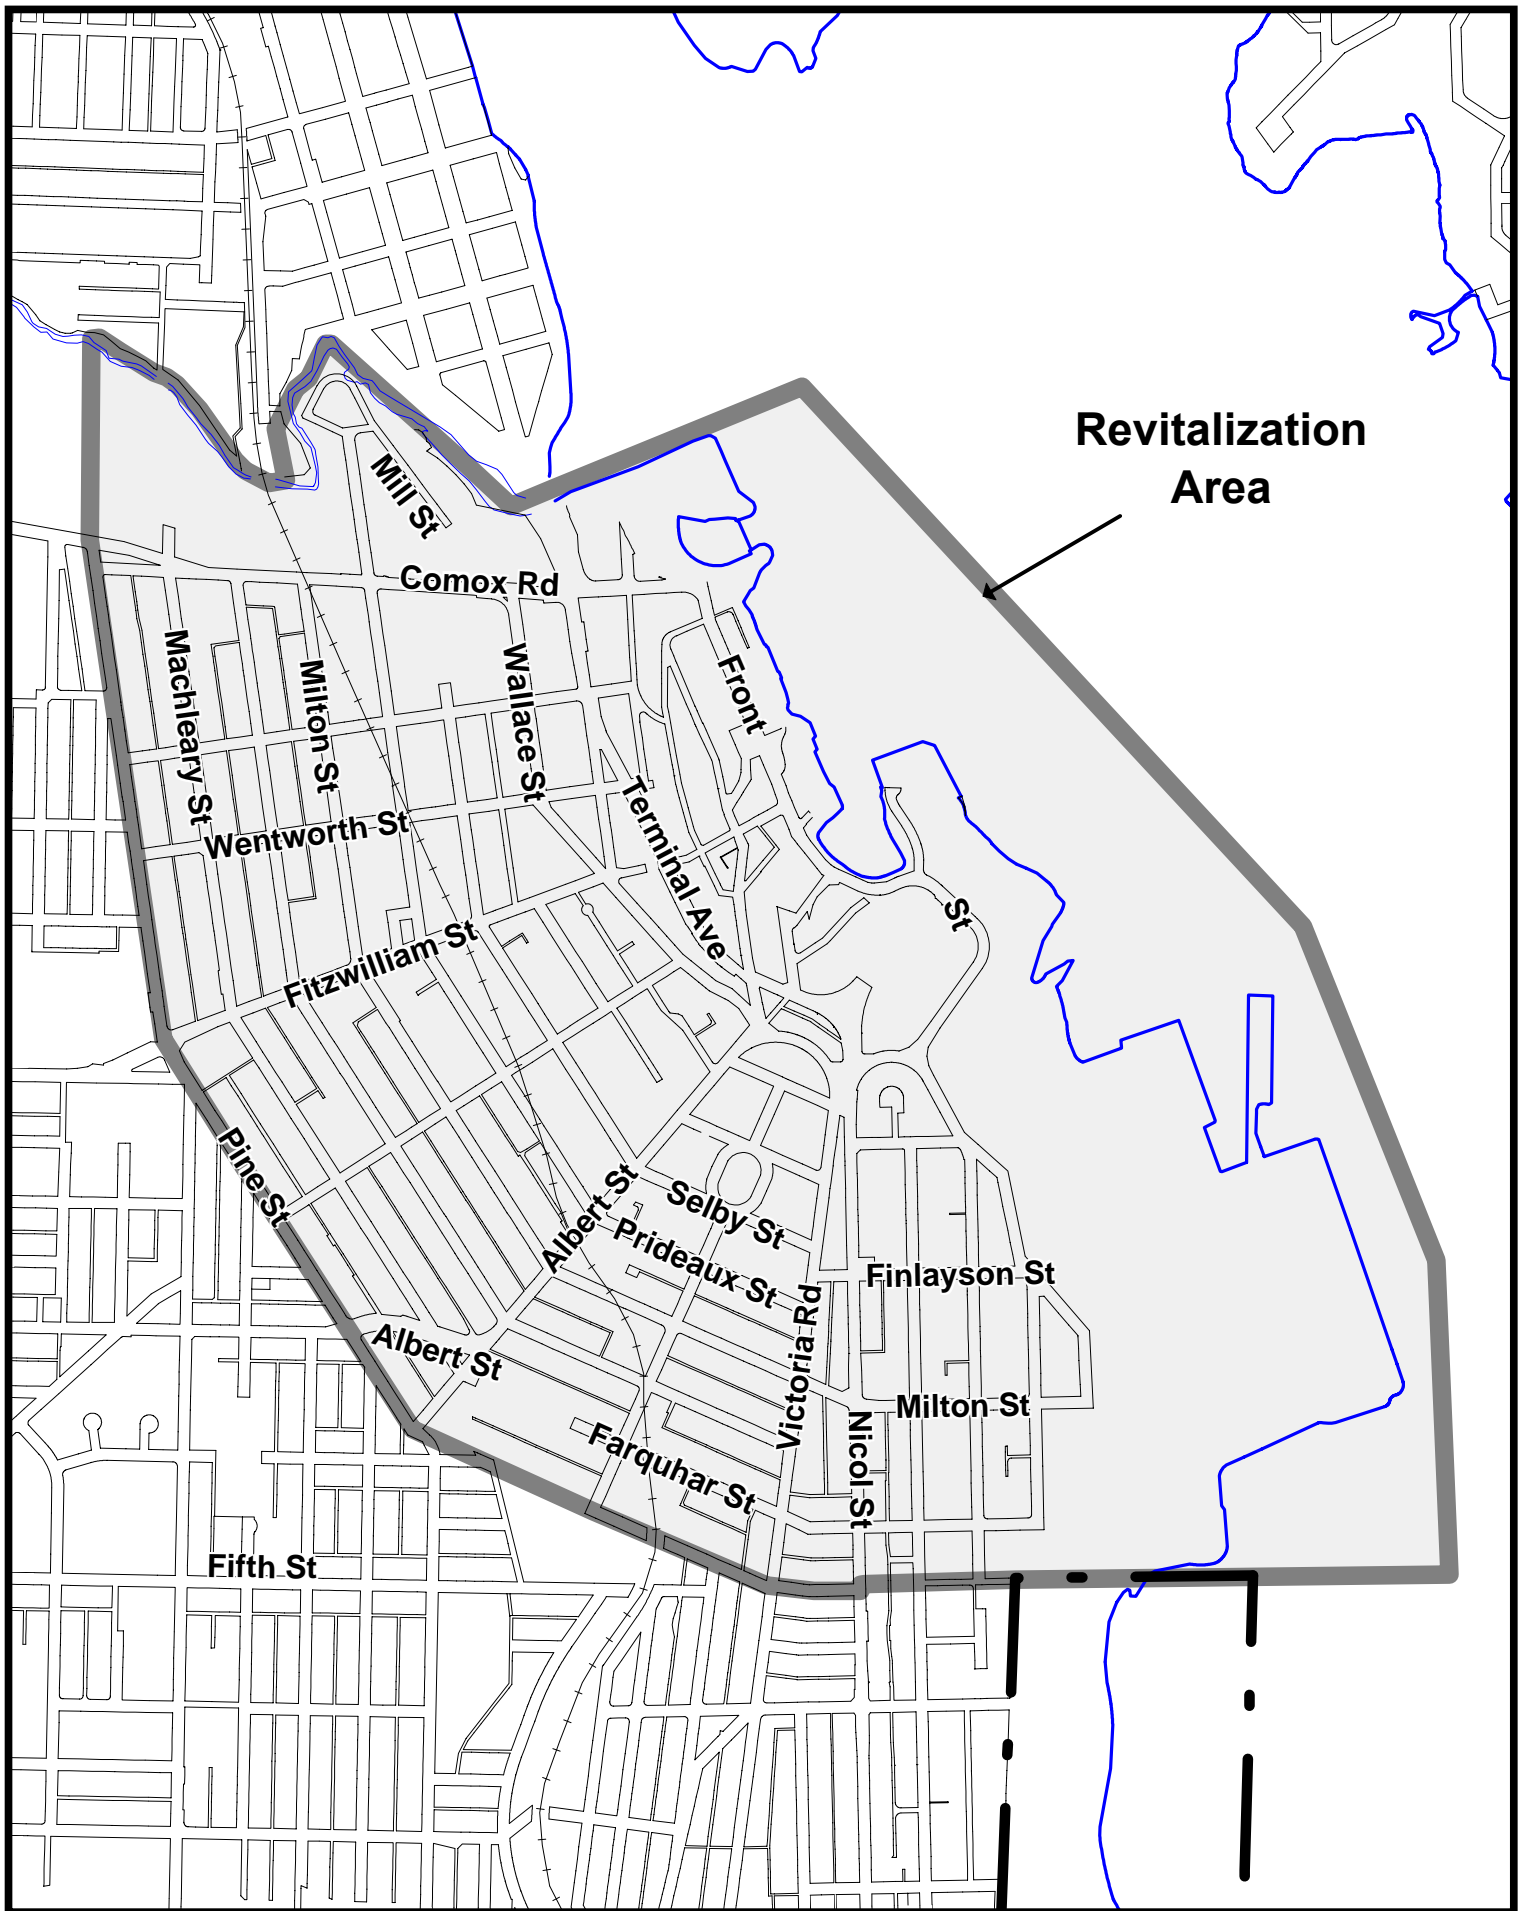 Revitalization
Area
Mill St
Comox Rd
Machleary St
Milton St
Wallace St
Front
Terminal Ave
Wentworth St
St
Fitzwilliam St
Pine St
Albert St
Selby St
Prideaux St
Finlayson St
Victoria Rd
Albert St
Milton St
Nicol St
Farquhar St
Fifth St